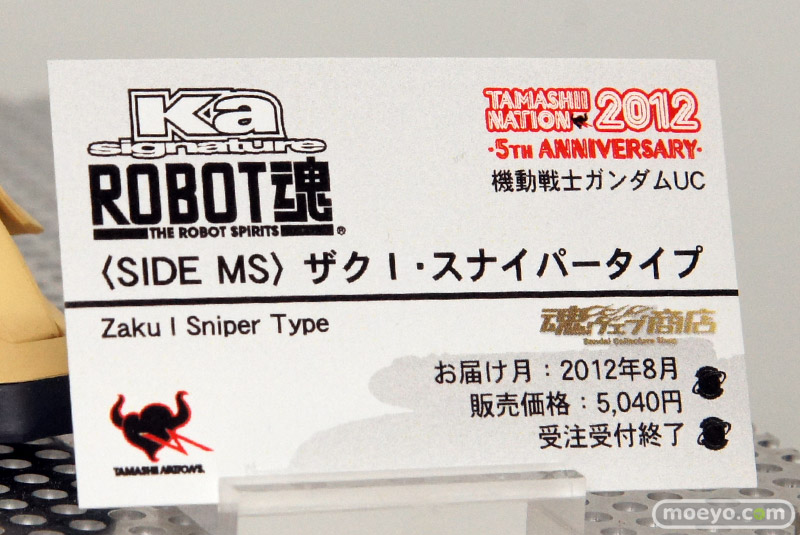 Ka
signature
ROBOT魂
THE ROBOT SPIRITS
®
TAMASHII
NATION 2012
·5TH ANNIVERSARY·
機動戦士ガンダムUC
〈SIDE MS〉 ザクⅠ・スナイパータイプ
Zaku I Sniper Type
魂ウェブ商店
Bandai Collectors Shop
お届け月：2012年8月
販売価格：5,040円
受注受付終了
TAMASHII NATIONS
moeyo.com